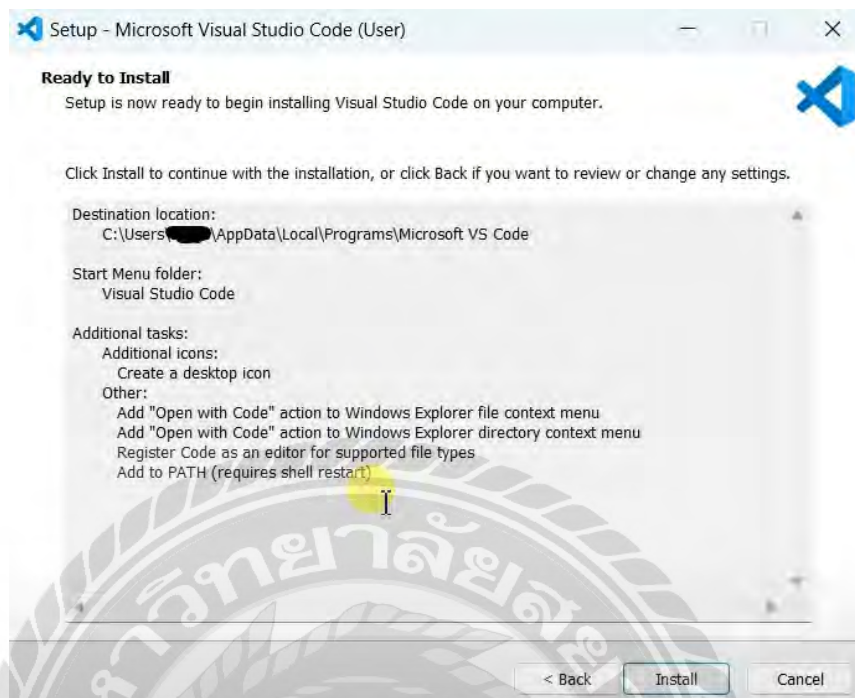 Setup - Microsoft Visual Studio Code (User)
Ready to Install
Setup is now ready to begin installing Visual Studio Code on your computer.
Click Install to continue with the installation, or click Back if you want to review or change any settings.
Destination location:
C:\Users\ \AppData\Local\Programs\Microsoft VS Code
Start Menu folder:
Visual Studio Code
Additional tasks:
Additional icons:
Create a desktop icon
Other:
Add "Open with Code" action to Windows Explorer file context menu
Add "Open with Code" action to Windows Explorer directory context menu
Register Code as an editor for supported file types
Add to PATH (requires shell restart)
< Back
Install
Cancel